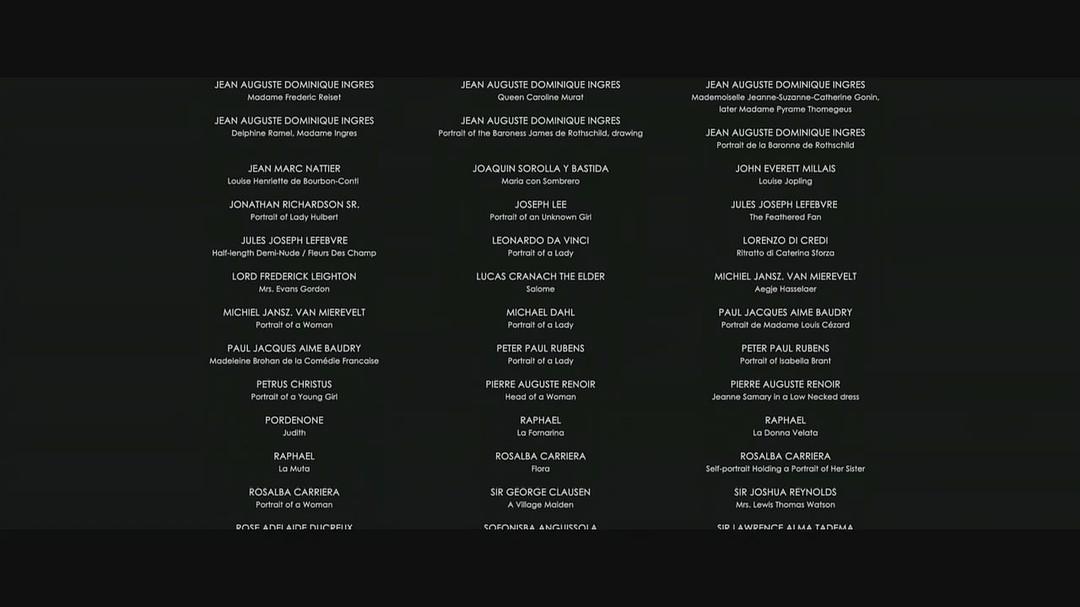 JEAN AUGUSTE DOMINIQUE INGRES
Madame Frederic Reiset
JEAN AUGUSTE DOMINIQUE INGRES
Queen Caroline Murat
JEAN AUGUSTE DOMINIQUE INGRES
Mademoiselle Jeanne-Suzanne-Catherine Gonin,
later Madame Pyrame Thomegeus
JEAN AUGUSTE DOMINIQUE INGRES
Delphine Ramel, Madame Ingres
JEAN AUGUSTE DOMINIQUE INGRES
Portrait of the Baroness James de Rothschild, drawing
JEAN AUGUSTE DOMINIQUE INGRES
Portrait de la Baronne de Rothschild
JEAN MARC NATTIER
Louise Henriette de Bourbon-Conti
JOAQUIN SOROLLA Y BASTIDA
Maria con Sombrero
JOHN EVERETT MILLAIS
Louise Jopling
JONATHAN RICHARDSON SR.
Portrait of Lady Hulbert
JOSEPH LEE
Portrait of an Unknown Girl
JULES JOSEPH LEFEBVRE
The Feathered Fan
JULES JOSEPH LEFEBVRE
Half-length Demi-Nude / Fleurs Des Champ
LEONARDO DA VINCI
Portrait of a Lady
LORENZO DI CREDI
Ritratto di Caterina Sforza
LORD FREDERICK LEIGHTON
Mrs. Evans Gordon
LUCAS CRANACH THE ELDER
Salome
MICHIEL JANSZ. VAN MIEREVELT
Aegje Hasselaer
MICHIEL JANSZ. VAN MIEREVELT
Portrait of a Woman
MICHAEL DAHL
Portrait of a Lady
PAUL JACQUES AIME BAUDRY
Portrait de Madame Louis Cézard
PAUL JACQUES AIME BAUDRY
Madeleine Brohan de la Comédie Francaise
PETER PAUL RUBENS
Portrait of a Lady
PETER PAUL RUBENS
Portrait of Isabella Brant
PETRUS CHRISTUS
Portrait of a Young Girl
PIERRE AUGUSTE RENOIR
Head of a Woman
PIERRE AUGUSTE RENOIR
Jeanne Samary in a Low Necked dress
PORDENONE
Judith
RAPHAEL
La Fornarina
RAPHAEL
La Donna Velata
RAPHAEL
La Muta
ROSALBA CARRIERA
Flora
ROSALBA CARRIERA
Self-portrait Holding a Portrait of Her Sister
ROSALBA CARRIERA
Portrait of a Woman
SIR GEORGE CLAUSEN
A Village Maiden
SIR JOSHUA REYNOLDS
Mrs. Lewis Thomas Watson
ROSE ADELAIDE DUCREUX
SOFONISBA ANGUISSOLA
SIR LAWRENCE ALMA TADEMA